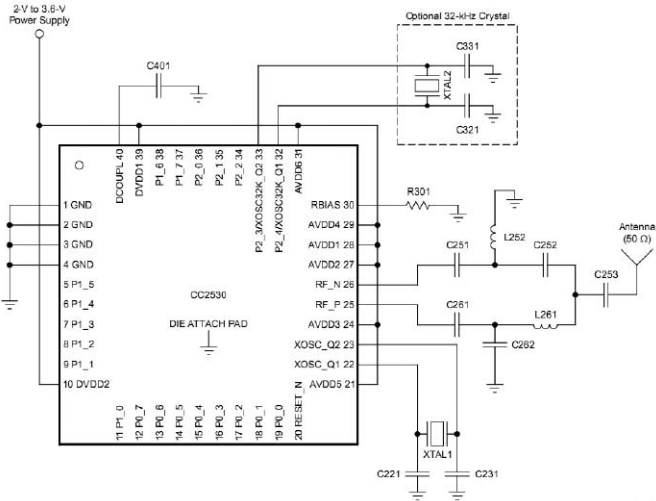 2-V to 3.6-V
Power Supply
Optional 32-kHz Crystal
C331
XTAL2
C321
C401
DCOUPL 40
DVDD1 39
P1_6 38
P1_7 37
P2_0 36
P2_1 35
P2_2 34
P2_3/XOSC32K_Q2 33
P2_4/XOSC32K_Q1 32
AVDD6 31
1 GND
2 GND
3 GND
4 GND
5 P1_5
6 P1_4
7 P1_3
8 P1_2
9 P1_1
10 DVDD2
CC2530
DIE ATTACH PAD
RBIAS 30
AVDD4 29
AVDD1 28
AVDD2 27
RF_N 26
RF_P 25
AVDD3 24
XOSC_Q2 23
XOSC_Q1 22
AVDD5 21
11 P1_0
12 P0_7
13 P0_6
14 P0_5
15 P0_4
16 P0_3
17 P0_2
18 P0_1
19 P0_0
20 RESET_N
R301
C251
L252
C252
Antenna
(50 Ω)
C253
C261
L261
C262
XTAL1
C221
C231